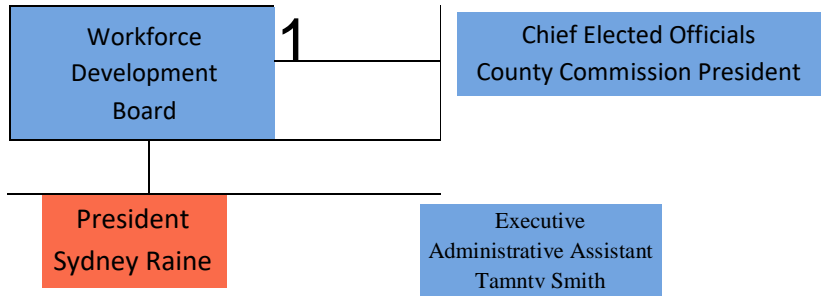 Workforce
Development
Board
1
Chief Elected Officials
County Commission President
President
Sydney Raine
Executive
Administrative Assistant
Tamntv Smith